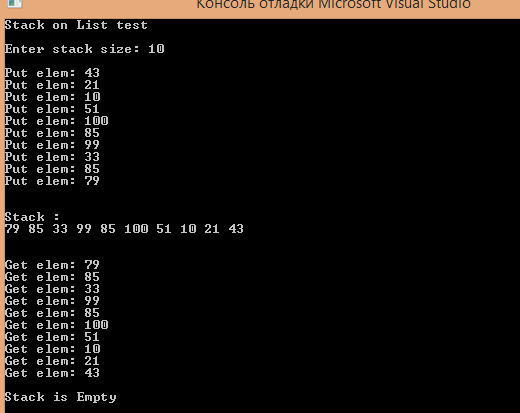 Консоль отладки Microsoft Visual Studio
Stack on List test
Enter stack size: 10
Put elem: 43
Put elem: 21
Put elem: 10
Put elem: 51
Put elem: 100
Put elem: 85
Put elem: 99
Put elem: 33
Put elem: 85
Put elem: 79
Stack :
79 85 33 99 85 100 51 10 21 43
Get elem: 79
Get elem: 85
Get elem: 33
Get elem: 99
Get elem: 85
Get elem: 100
Get elem: 51
Get elem: 10
Get elem: 21
Get elem: 43
Stack is Empty